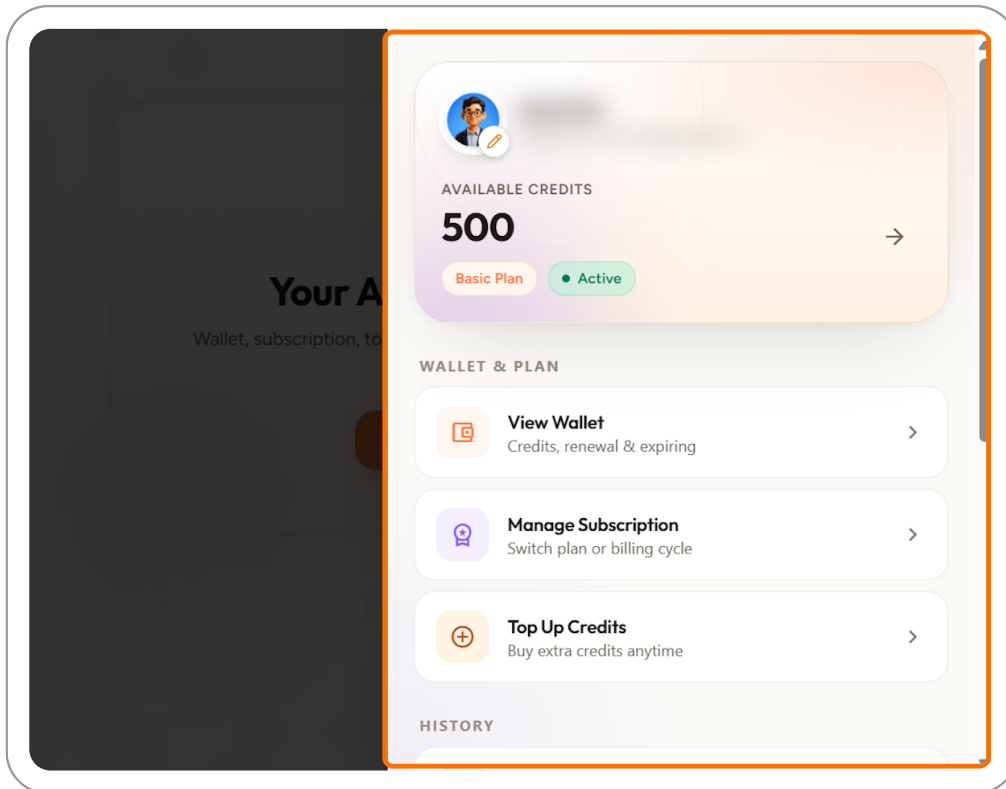 AVAILABLE CREDITS
500
Basic Plan
Active
Your A
Wallet, subscription, to
WALLET & PLAN
View Wallet
Credits, renewal & expiring
Manage Subscription
Switch plan or billing cycle
Top Up Credits
Buy extra credits anytime
HISTORY